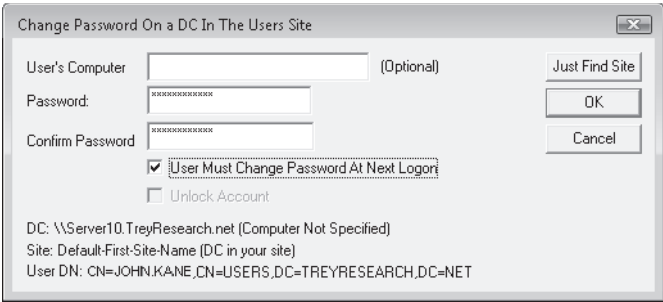 Change Password On a DC In The Users Site
User's Computer (Optional) Just Find Site
Password: xxxxxxxxxxxx OK
Confirm Password xxxxxxxxxxxx Cancel
User Must Change Password At Next Logon
Unlock Account
DC: \\Server10.TreyResearch.net (Computer Not Specified)
Site: Default-First-Site-Name (DC in your site)
User DN: CN=JOHN.KANE,CN=USERS,DC=TREYRESEARCH,DC=NET